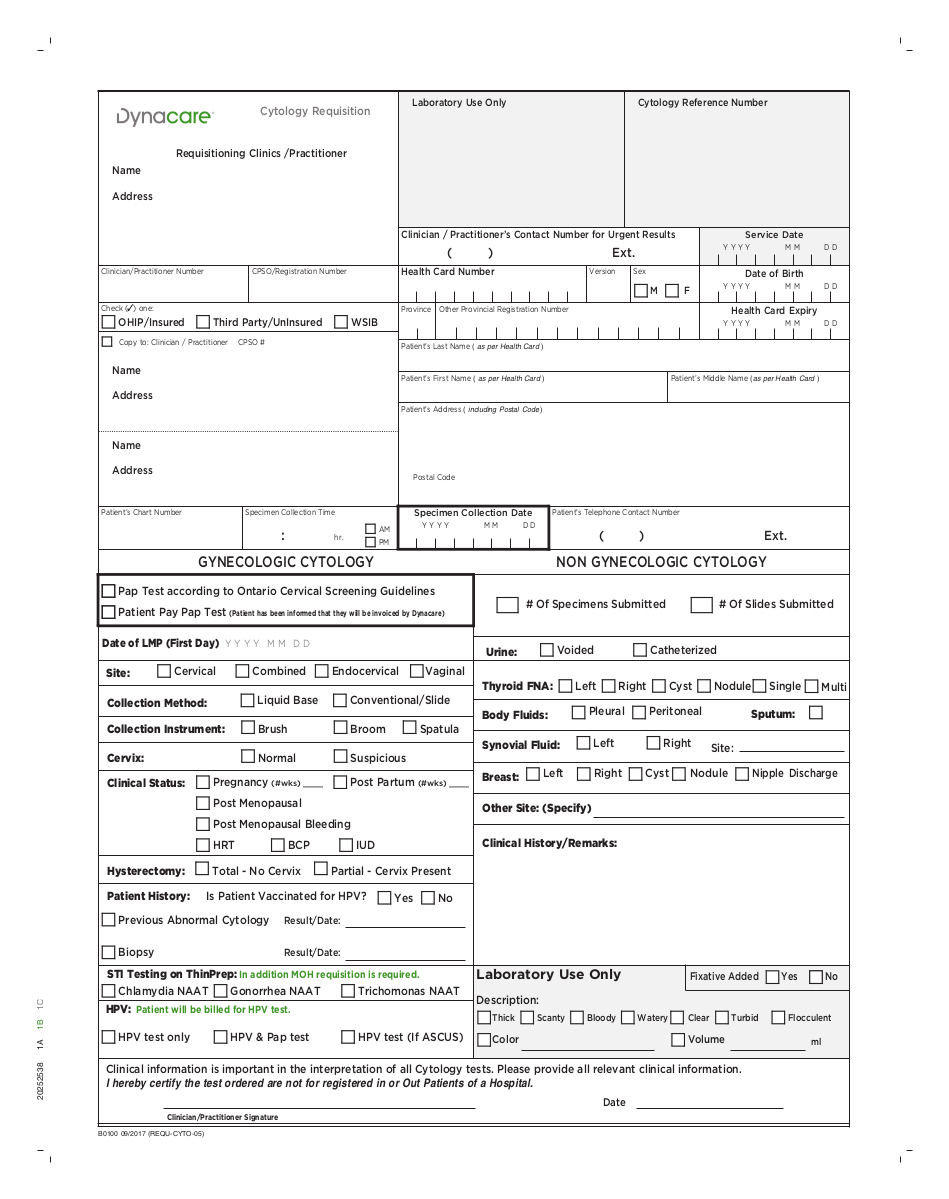 Dynacare
Cytology Requisition
Requisitioning Clinics /Practitioner
Name
Address
Laboratory Use Only
Cytology Reference Number
Clinician / Practitioner's Contact Number for Urgent Results
( ) Ext.
Service Date
YYYY MM DD
Clinician/Practitioner Number
CPSO/Registration Number
Health Card Number
Version
Sex
M F
Date of Birth
YYYY MM DD
Check (✓) one:
OHIP/Insured Third Party/UnInsured WSIB
Province
Other Provincial Registration Number
Health Card Expiry
YYYY MM DD
Copy to: Clinician / Practitioner CPSO #
Name
Address
Name
Address
Patient's Last Name ( as per Health Card )
Patient's First Name ( as per Health Card )
Patient's Middle Name (as per Health Card )
Patient's Address ( including Postal Code)
Postal Code
Patient's Chart Number
Specimen Collection Time
: hr.
AM
PM
Specimen Collection Date
YYYY MM DD
Patient's Telephone Contact Number
( ) Ext.
GYNECOLOGIC CYTOLOGY
Pap Test according to Ontario Cervical Screening Guidelines
Patient Pay Pap Test (Patient has been informed that they will be invoiced by Dynacare)
Date of LMP (First Day) YYYY MM DD
Site: Cervical Combined Endocervical Vaginal
Collection Method: Liquid Base Conventional/Slide
Collection Instrument: Brush Broom Spatula
Cervix: Normal Suspicious
Clinical Status: Pregnancy (#wks) ___ Post Partum (#wks) ___
Post Menopausal
Post Menopausal Bleeding
HRT BCP IUD
Hysterectomy: Total - No Cervix Partial - Cervix Present
Patient History: Is Patient Vaccinated for HPV? Yes No
Previous Abnormal Cytology Result/Date:
Biopsy Result/Date:
STI Testing on ThinPrep: In addition MOH requisition is required.
Chlamydia NAAT Gonorrhea NAAT Trichomonas NAAT
HPV: Patient will be billed for HPV test.
HPV test only HPV & Pap test HPV test (If ASCUS)
NON GYNECOLOGIC CYTOLOGY
# Of Specimens Submitted # Of Slides Submitted
Urine: Voided Catheterized
Thyroid FNA: Left Right Cyst Nodule Single Multi
Body Fluids: Pleural Peritoneal Sputum:
Synovial Fluid: Left Right Site:
Breast: Left Right Cyst Nodule Nipple Discharge
Other Site: (Specify)
Clinical History/Remarks:
Laboratory Use Only
Fixative Added Yes No
Description:
Thick Scanty Bloody Watery Clear Turbid Flocculent
Color Volume ml
Clinical information is important in the interpretation of all Cytology tests. Please provide all relevant clinical information.
I hereby certify the test ordered are not for registered in or Out Patients of a Hospital.
Date
Clinician/Practitioner Signature
B0100 09/2017 (REQU-CYTO-05)
20252538 1A 1B 1C